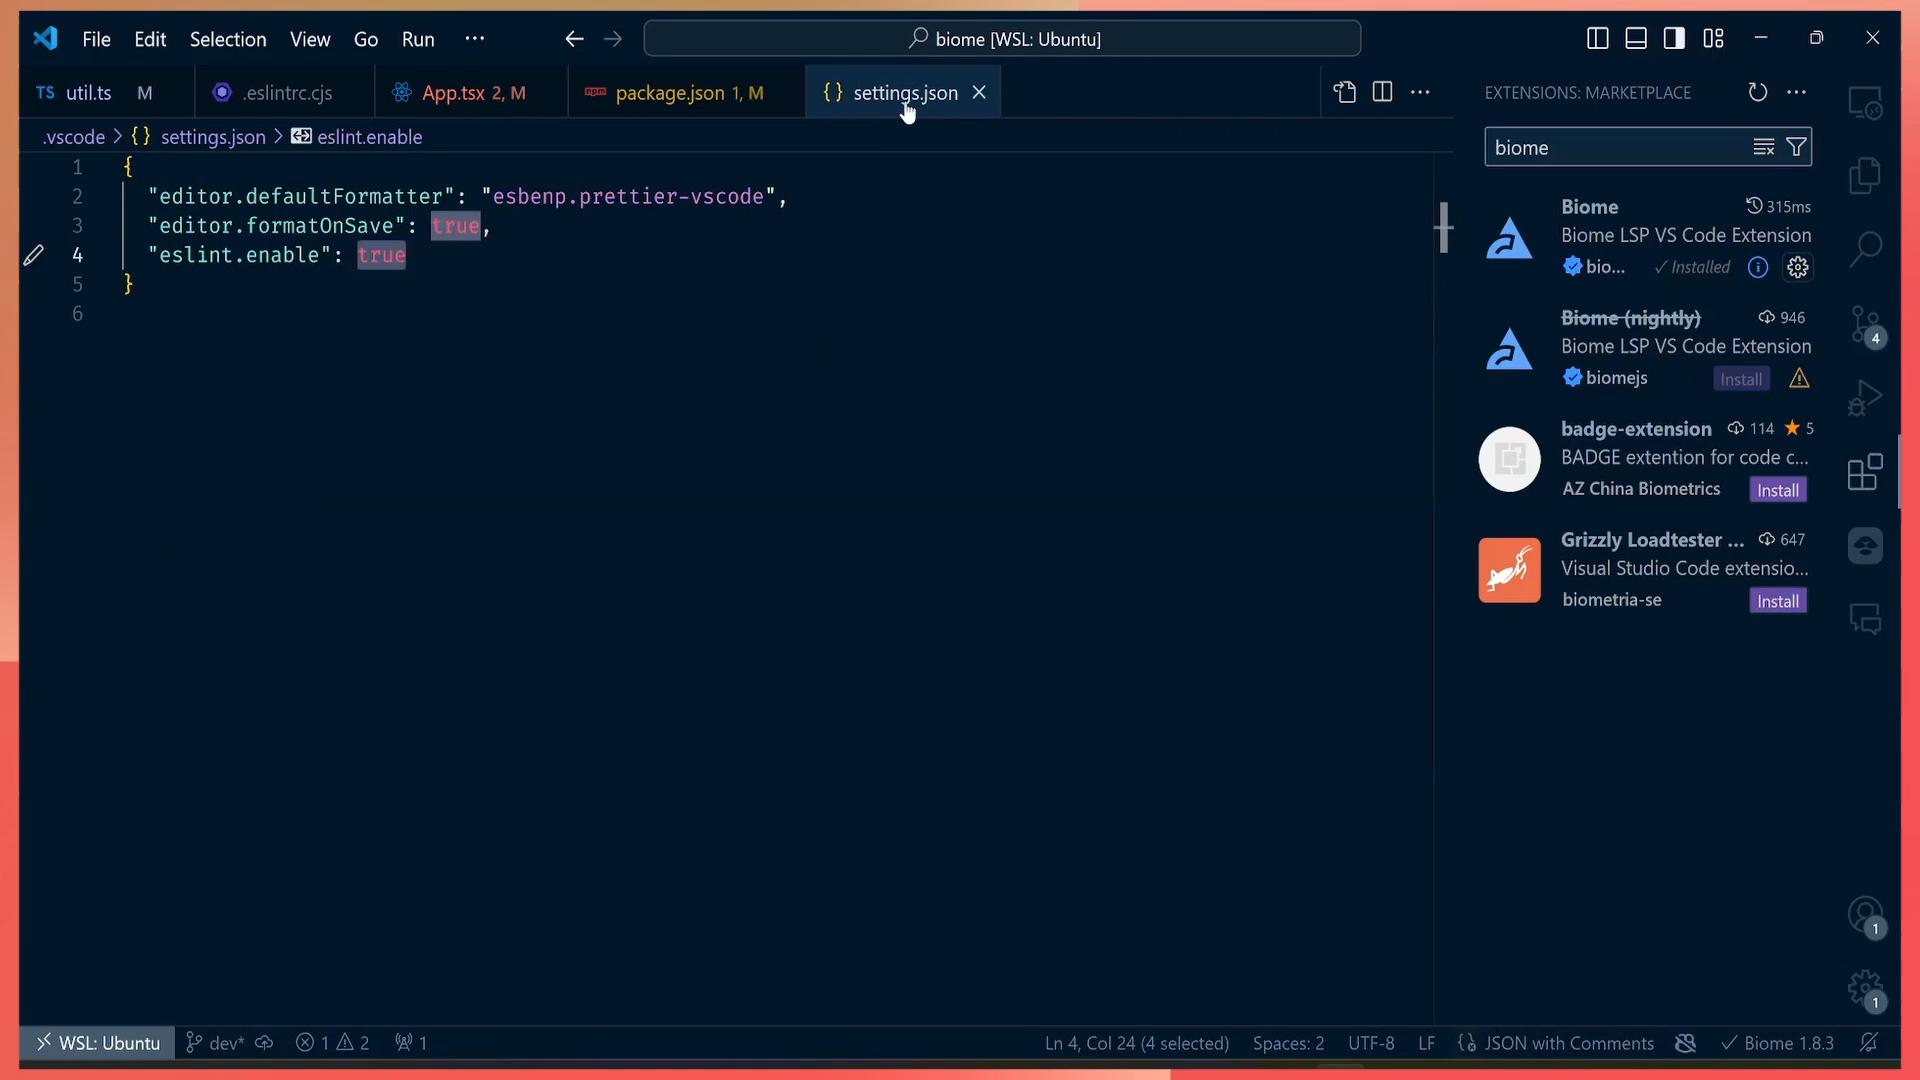 File Edit Selection View Go Run ··· biome [WSL: Ubuntu]
TS util.ts M .eslintrc.cjs App.tsx 2, M package.json 1, M {} settings.json
.vscode > {} settings.json > eslint.enable
1 {
2 "editor.defaultFormatter": "esbenp.prettier-vscode",
3 "editor.formatOnSave": true,
4 "eslint.enable": true
5 }
6
EXTENSIONS: MARKETPLACE
biome
Biome 315ms
Biome LSP VS Code Extension
bio... ✓ Installed
Biome (nightly) 946
Biome LSP VS Code Extension
biomejs Install
badge-extension 114 ★ 5
BADGE extention for code c...
AZ China Biometrics Install
Grizzly Loadtester ... 647
Visual Studio Code extensio...
biometria-se Install
4
1
1
WSL: Ubuntu dev* 1 2 1 Ln 4, Col 24 (4 selected) Spaces: 2 UTF-8 LF JSON with Comments ✓ Biome 1.8.3